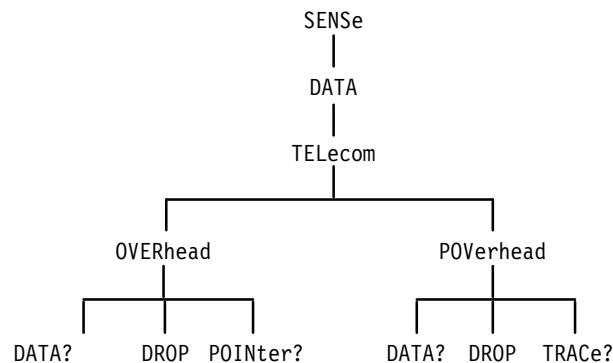 SENSe
DATA
TELecom
OVERhead POVerhead
DATA? DROP POINter? DATA? DROP TRACe?